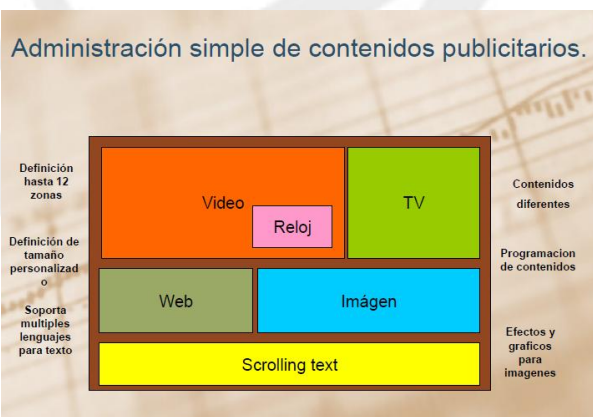 Administración simple de contenidos publicitarios.
Definición
hasta 12
zonas
Definición de
tamaño
personalizad
o
Soporta
multiples
lenguajes
para texto
Video
Reloj
TV
Web
Imágen
Scrolling text
Contenidos
diferentes
Programacion
de contenidos
Efectos y
graficos
para
imagenes